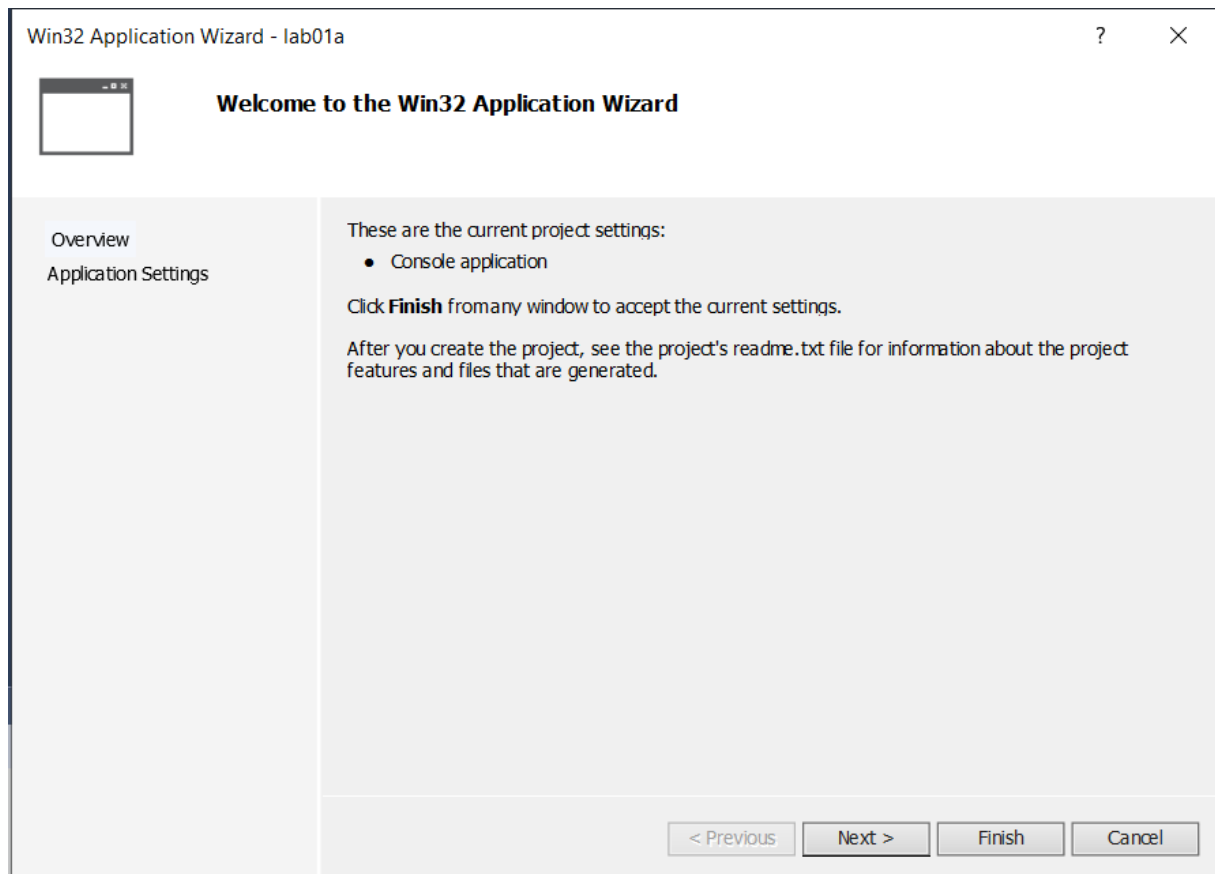 Win32 Application Wizard - lab01a
?
Welcome to the Win32 Application Wizard
Overview
Application Settings
These are the current project settings:
• Console application
Click Finish from any window to accept the current settings.
After you create the project, see the project's readme.txt file for information about the project
features and files that are generated.
< Previous
Next >
Finish
Cancel